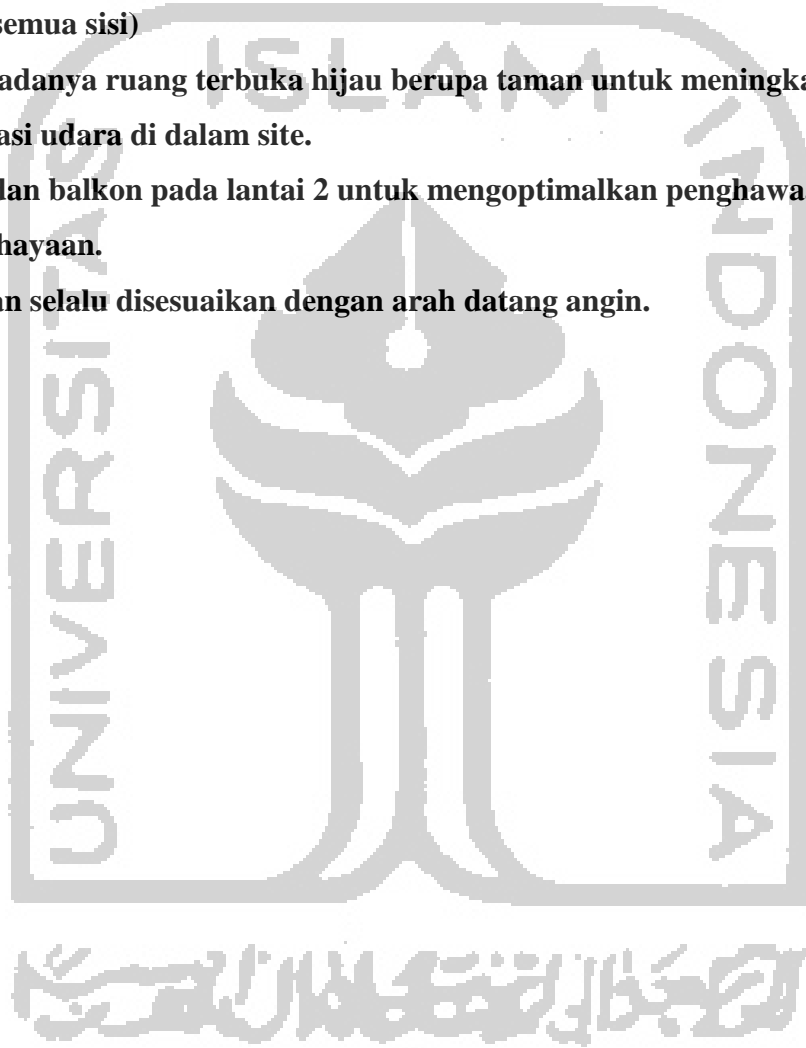 semua sisi)
adanya ruang terbuka hijau berupa taman untuk meningka
asi udara di dalam site.
lan balkon pada lantai 2 untuk mengoptimalkan penghawa
hayaan.
an selalu disesuaikan dengan arah datang angin.
ISLAM
UNIVERSITAS
INDONESIA